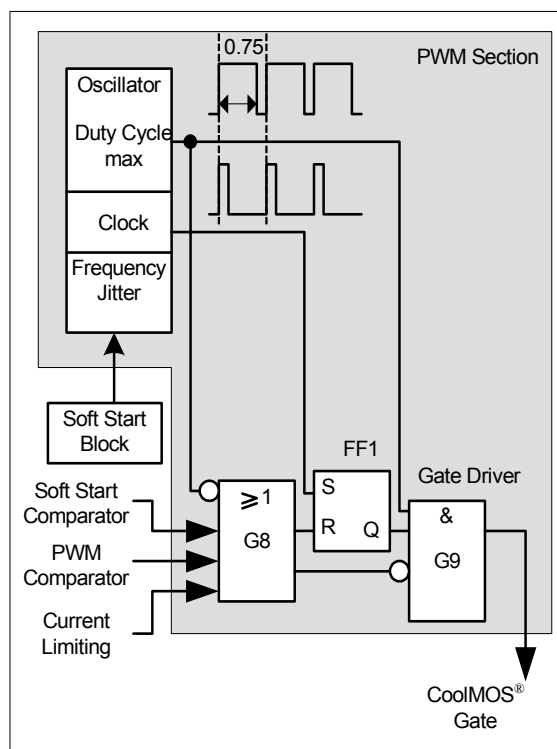 0.75
PWM Section
Oscillator
Duty Cycle
max
Clock
Frequency
Jitter
Soft Start
Block
FF1
Gate Driver
Soft Start
Comparator
PWM
Comparator
Current
Limiting
⩾1
G8
S
R
Q
&
G9
CoolMOS®
Gate